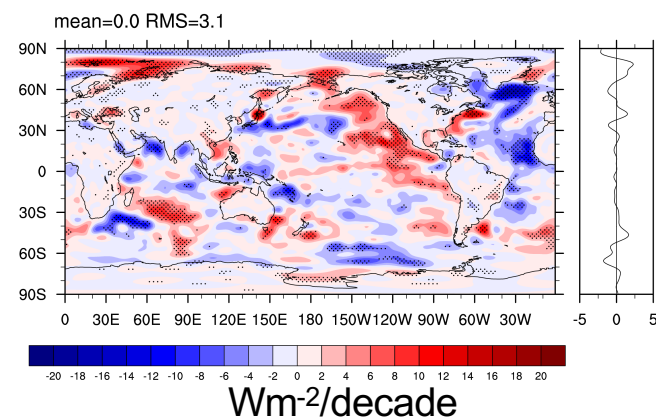 mean=0.0 RMS=3.1
90N
60N
30N
0
30S
60S
90S
0 30E 60E 90E 120E 150E 180 150W 120W 90W 60W 30W
-5 0 5
-20 -18 -16 -14 -12 -10 -8 -6 -4 -2 0 2 4 6 8 10 12 14 16 18 20
Wm-2/decade